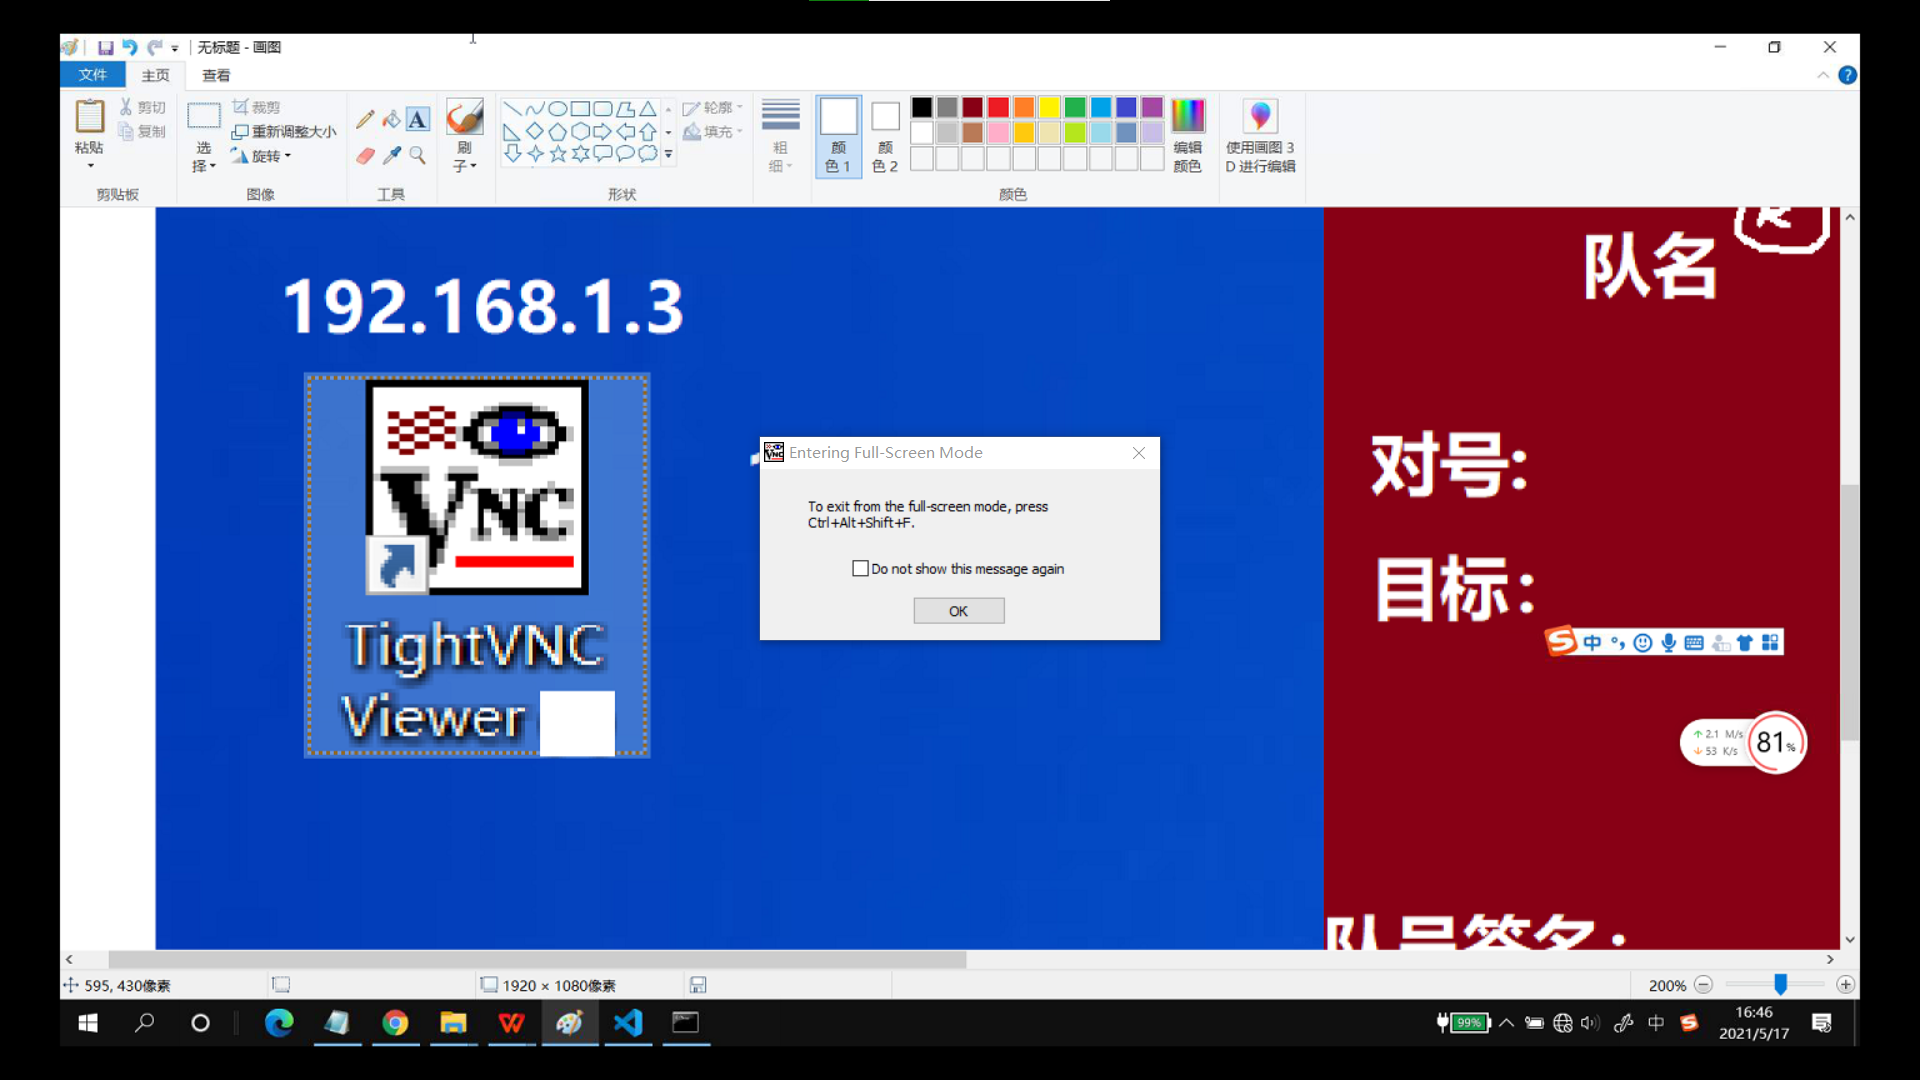 无标题 - 画图
文件 主页 查看
粘贴
剪切
复制
剪贴板
选择
裁剪
重新调整大小
旋转
图像
A
工具
刷子
形状
轮廓
填充
粗细
颜色 1
颜色 2
编辑颜色
颜色
使用画图 3D 进行编辑
192.168.1.3
VNC
TightVNC
Viewer
Entering Full-Screen Mode
To exit from the full-screen mode, press
Ctrl+Alt+Shift+F.
Do not show this message again
OK
队名
对号:
目标:
中
2.1 M/s
53 K/s
81%
队员签名:
595, 430像素
1920 × 1080像素
200%
99%
中
16:46
2021/5/17